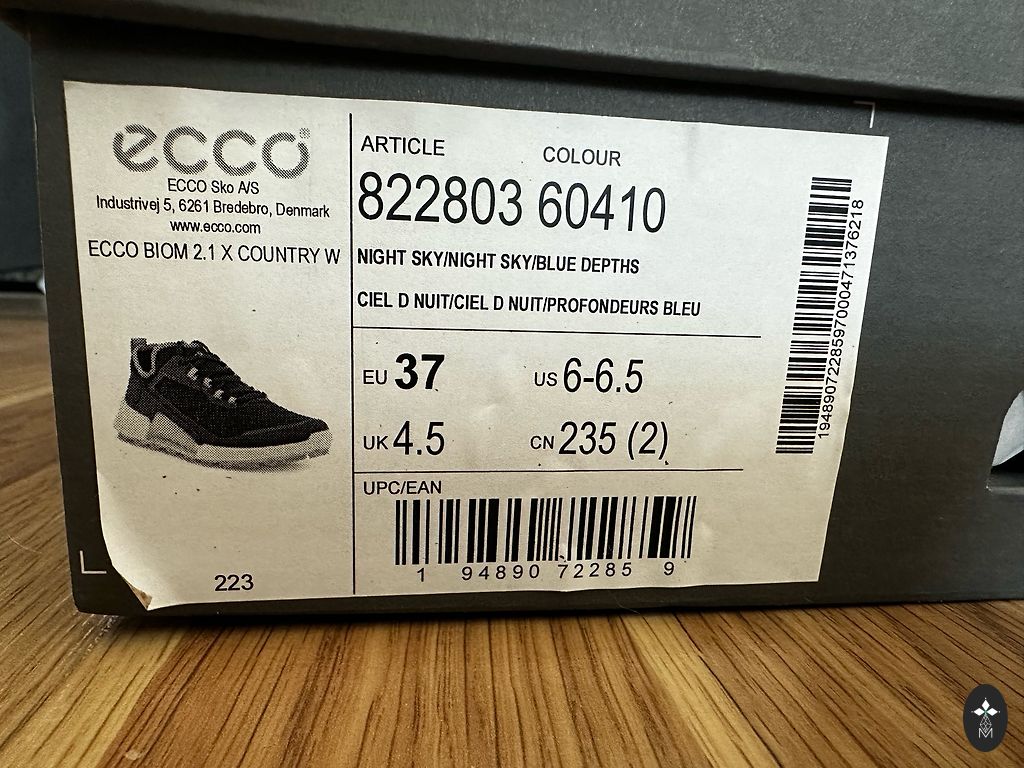 ecco®
ECCO Sko A/S
Industrivej 5, 6261 Bredebro, Denmark
www.ecco.com
ECCO BIOM 2.1 X COUNTRY W
223
ARTICLE COLOUR
822803 60410
NIGHT SKY/NIGHT SKY/BLUE DEPTHS
CIEL D NUIT/CIEL D NUIT/PROFONDEURS BLEU
EU 37 US 6-6.5
UK 4.5 CN 235 (2)
UPC/EAN
1 94890 72285 9
19489072285970004713762​18
M